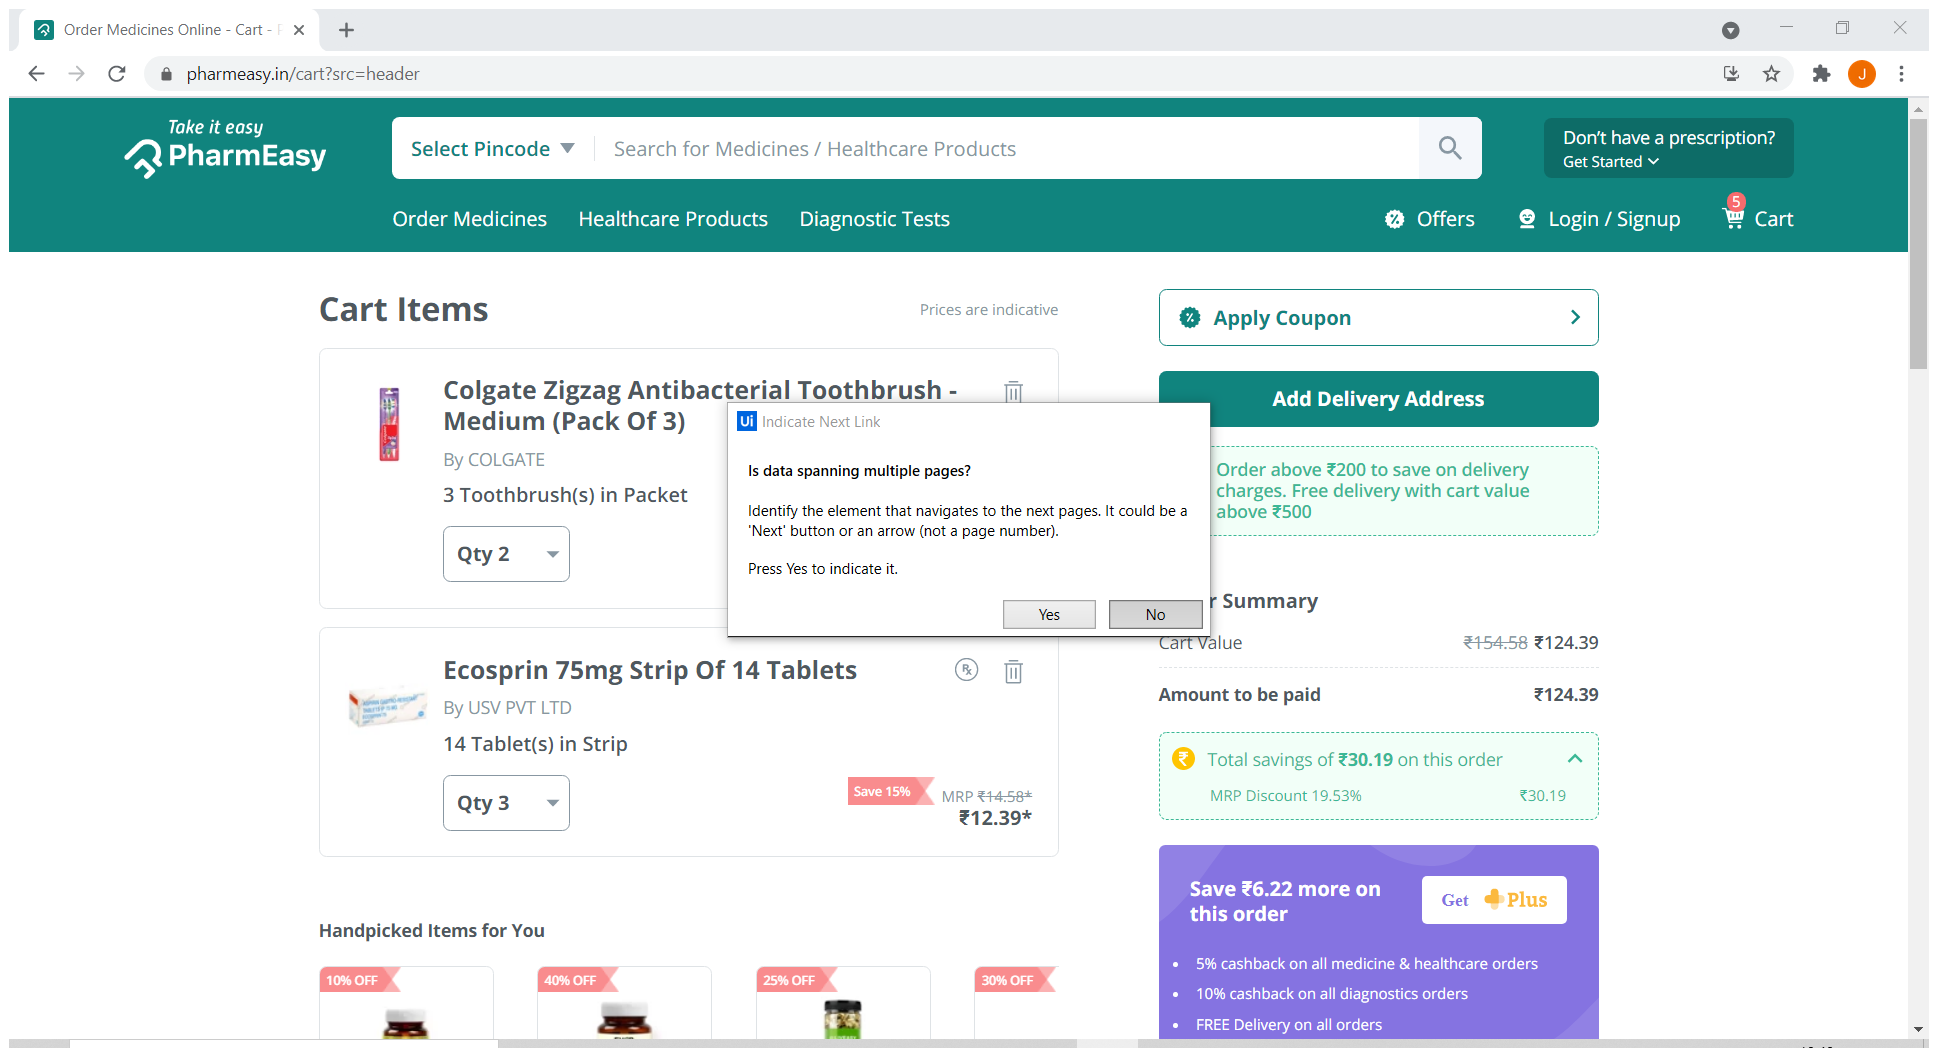 Order Medicines Online - Cart -
pharmeasy.in/cart?src=header
J
Take it easy
PharmEasy
Select Pincode
Search for Medicines / Healthcare Products
Don't have a prescription?
Get Started
Order Medicines
Healthcare Products
Diagnostic Tests
Offers
Login / Signup
5
Cart
Cart Items
Prices are indicative
Colgate Zigzag Antibacterial Toothbrush -
Medium (Pack Of 3)
By COLGATE
3 Toothbrush(s) in Packet
Qty 2
Ui Indicate Next Link
Is data spanning multiple pages?
Identify the element that navigates to the next pages. It could be a
'Next' button or an arrow (not a page number).
Press Yes to indicate it.
Yes
No
Ecosprin 75mg Strip Of 14 Tablets
By USV PVT LTD
14 Tablet(s) in Strip
Qty 3
Save 15%
MRP ₹14.58*
₹12.39*
Handpicked Items for You
10% OFF
40% OFF
25% OFF
30% OFF
Apply Coupon
Add Delivery Address
Order above ₹200 to save on delivery
charges. Free delivery with cart value
above ₹500
r Summary
Cart Value
₹154.58 ₹124.39
Amount to be paid
₹124.39
Total savings of ₹30.19 on this order
MRP Discount 19.53%
₹30.19
Save ₹6.22 more on
this order
Get Plus
• 5% cashback on all medicine & healthcare orders
• 10% cashback on all diagnostics orders
• FREE Delivery on all orders